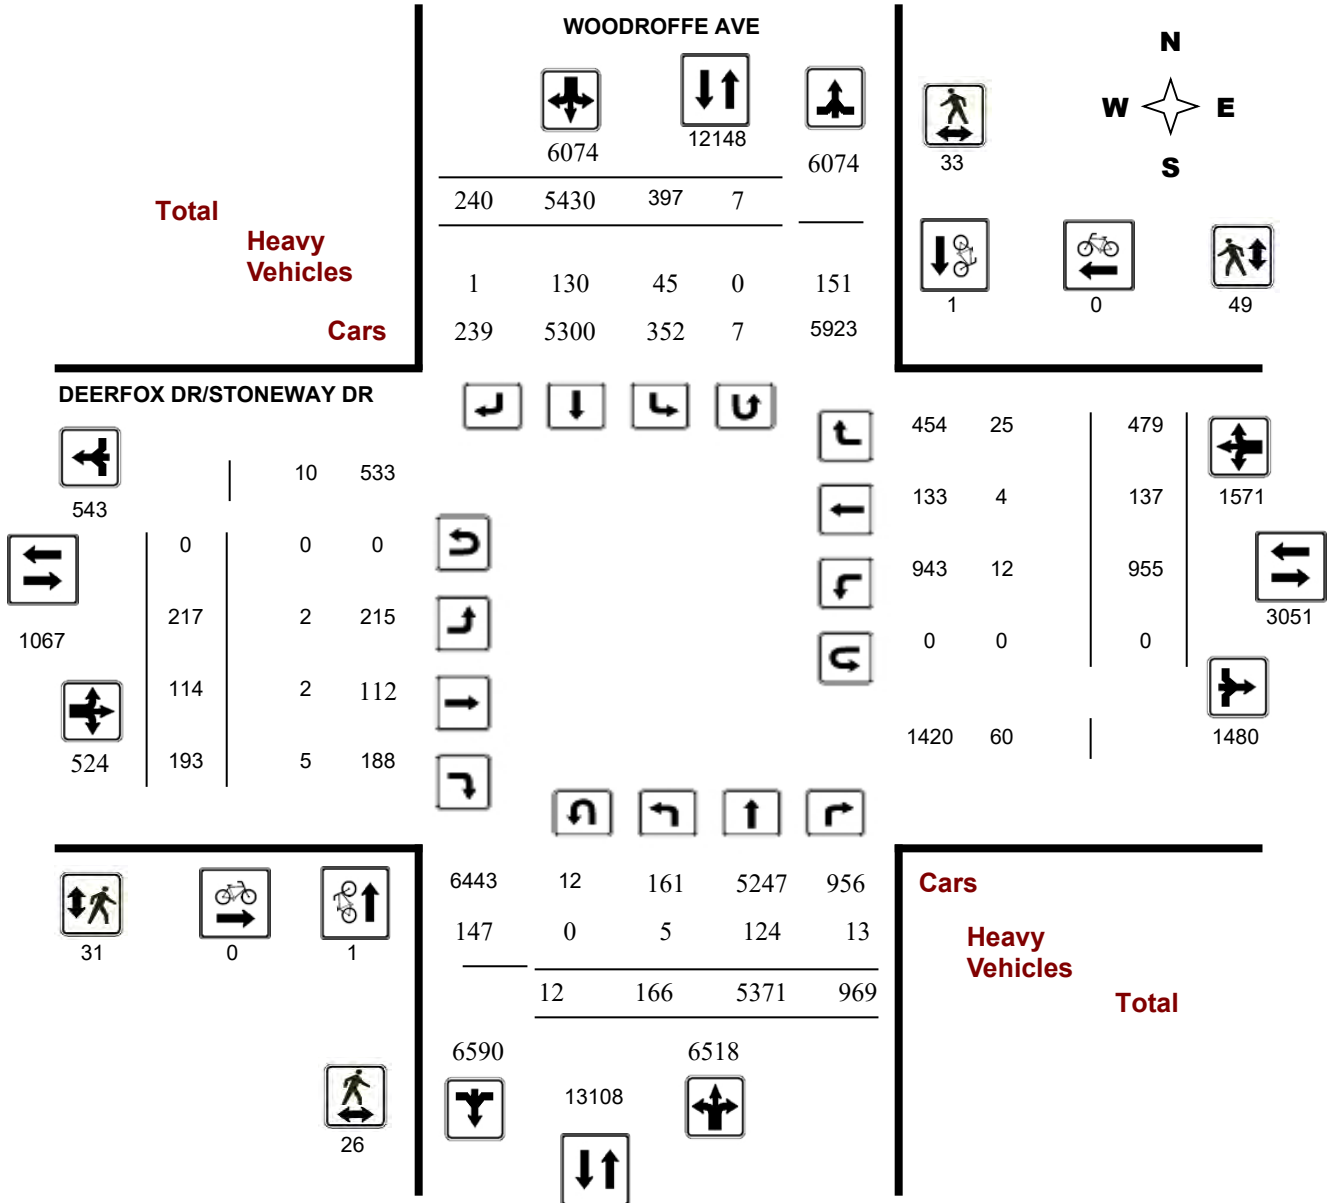 WOODROFFE AVE
N
W E
S
6074 12148 6074 33
Total 240 5430 397 7
Heavy
Vehicles 1 130 45 0 151
1 0 49
Cars 239 5300 352 7 5923
DEERFOX DR/STONEWAY DR
454 25 479
10 533
543
133 4 137 1571
0 0 0
943 12 955
217 2 215
3051
1067
0 0 0
114 2 112
1420 60 1480
524 193 5 188
6443 12 161 5247 956 Cars
147 0 5 124 13 Heavy
Vehicles
31 0 1
12 166 5371 969 Total
6590 6518
13108
26